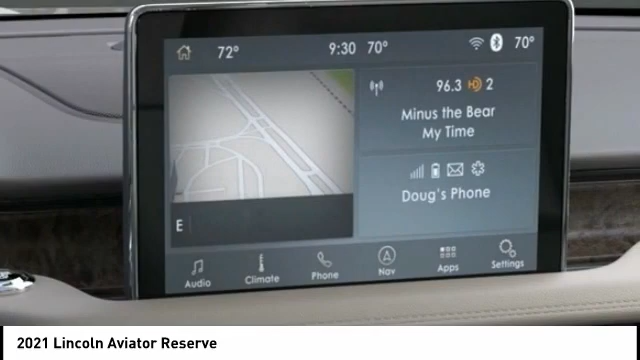 72° 9:30 70° 70°
96.3 HD 2
Minus the Bear
My Time
Doug's Phone
E
Audio Climate Phone Nav Apps Settings
2021 Lincoln Aviator Reserve